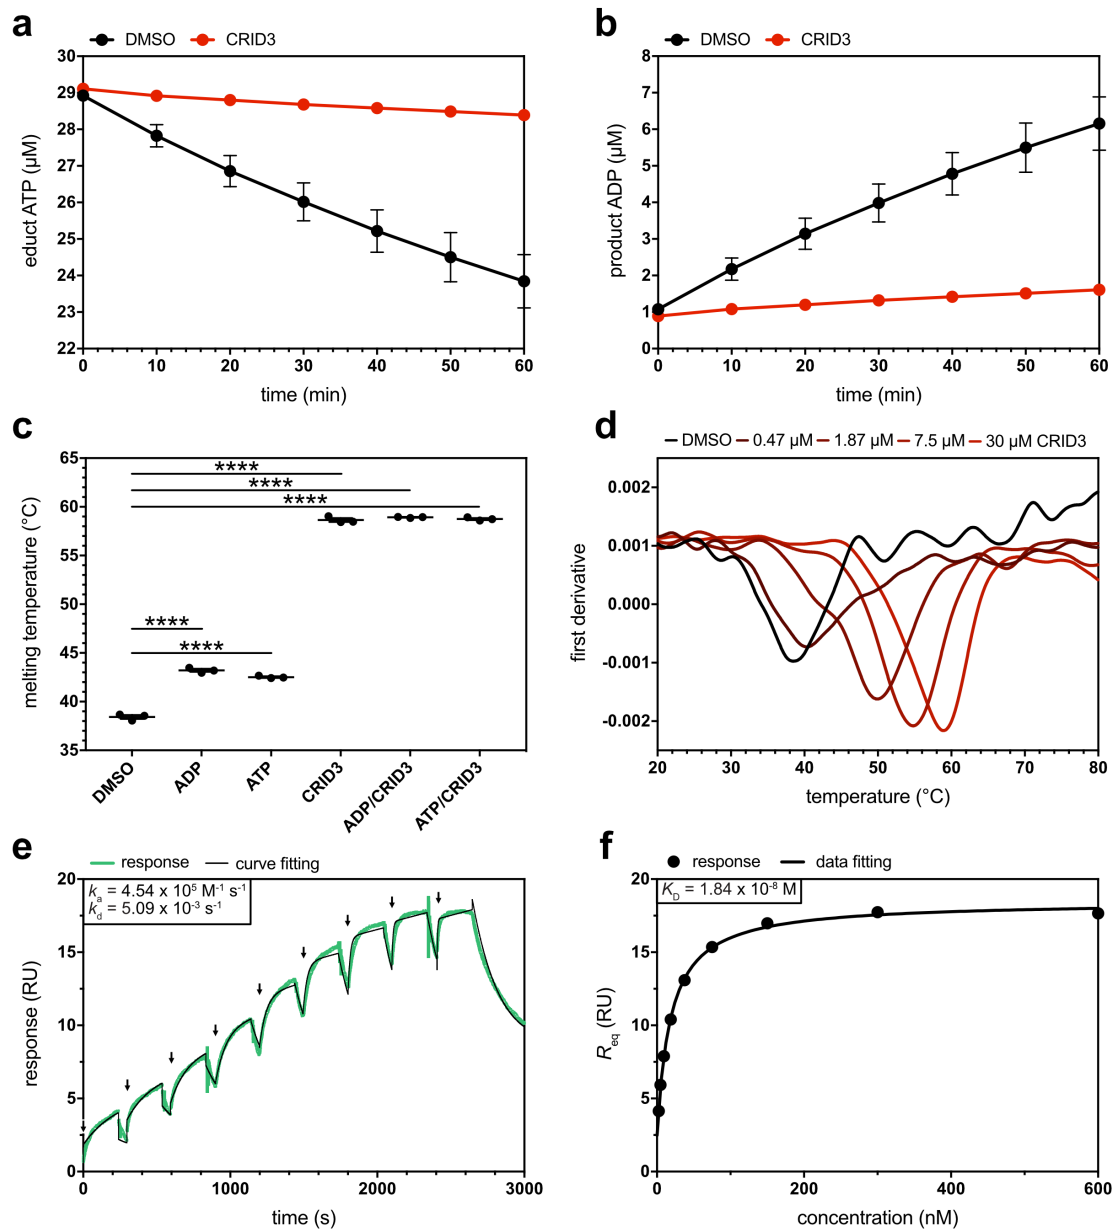 a
DMSO CRID3
educt ATP (µM)
30
29
28
27
26
25
24
23
22
0 10 20 30 40 50 60
time (min)
b
DMSO CRID3
product ADP (µM)
8
7
6
5
4
3
2
1
0
0 10 20 30 40 50 60
time (min)
c
melting temperature (°C)
65
60
55
50
45
40
35
****
****
****
****
****
DMSO ADP ATP CRID3 ADP/CRID3 ATP/CRID3
d
DMSO 0.47 µM 1.87 µM 7.5 µM 30 µM CRID3
first derivative
0.002
0.001
0.000
-0.001
-0.002
20 30 40 50 60 70 80
temperature (°C)
e
response curve fitting
kₐ = 4.54 x 10⁵ M⁻¹ s⁻¹
k_d = 5.09 x 10⁻³ s⁻¹
response (RU)
20
15
10
5
0
0 1000 2000 3000
time (s)
f
response data fitting
K_D = 1.84 x 10⁻⁸ M
R_eq (RU)
20
15
10
5
0
0 200 400 600
concentration (nM)